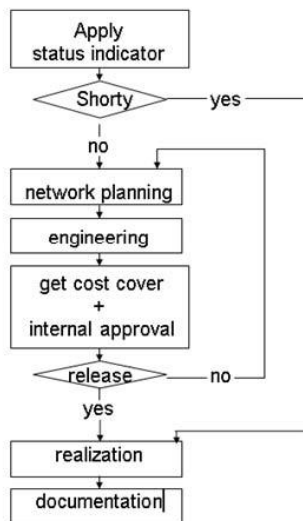 Apply
status indicator
Shorty
yes
no
network planning
engineering
get cost cover
+
internal approval
release
no
yes
realization
documentation